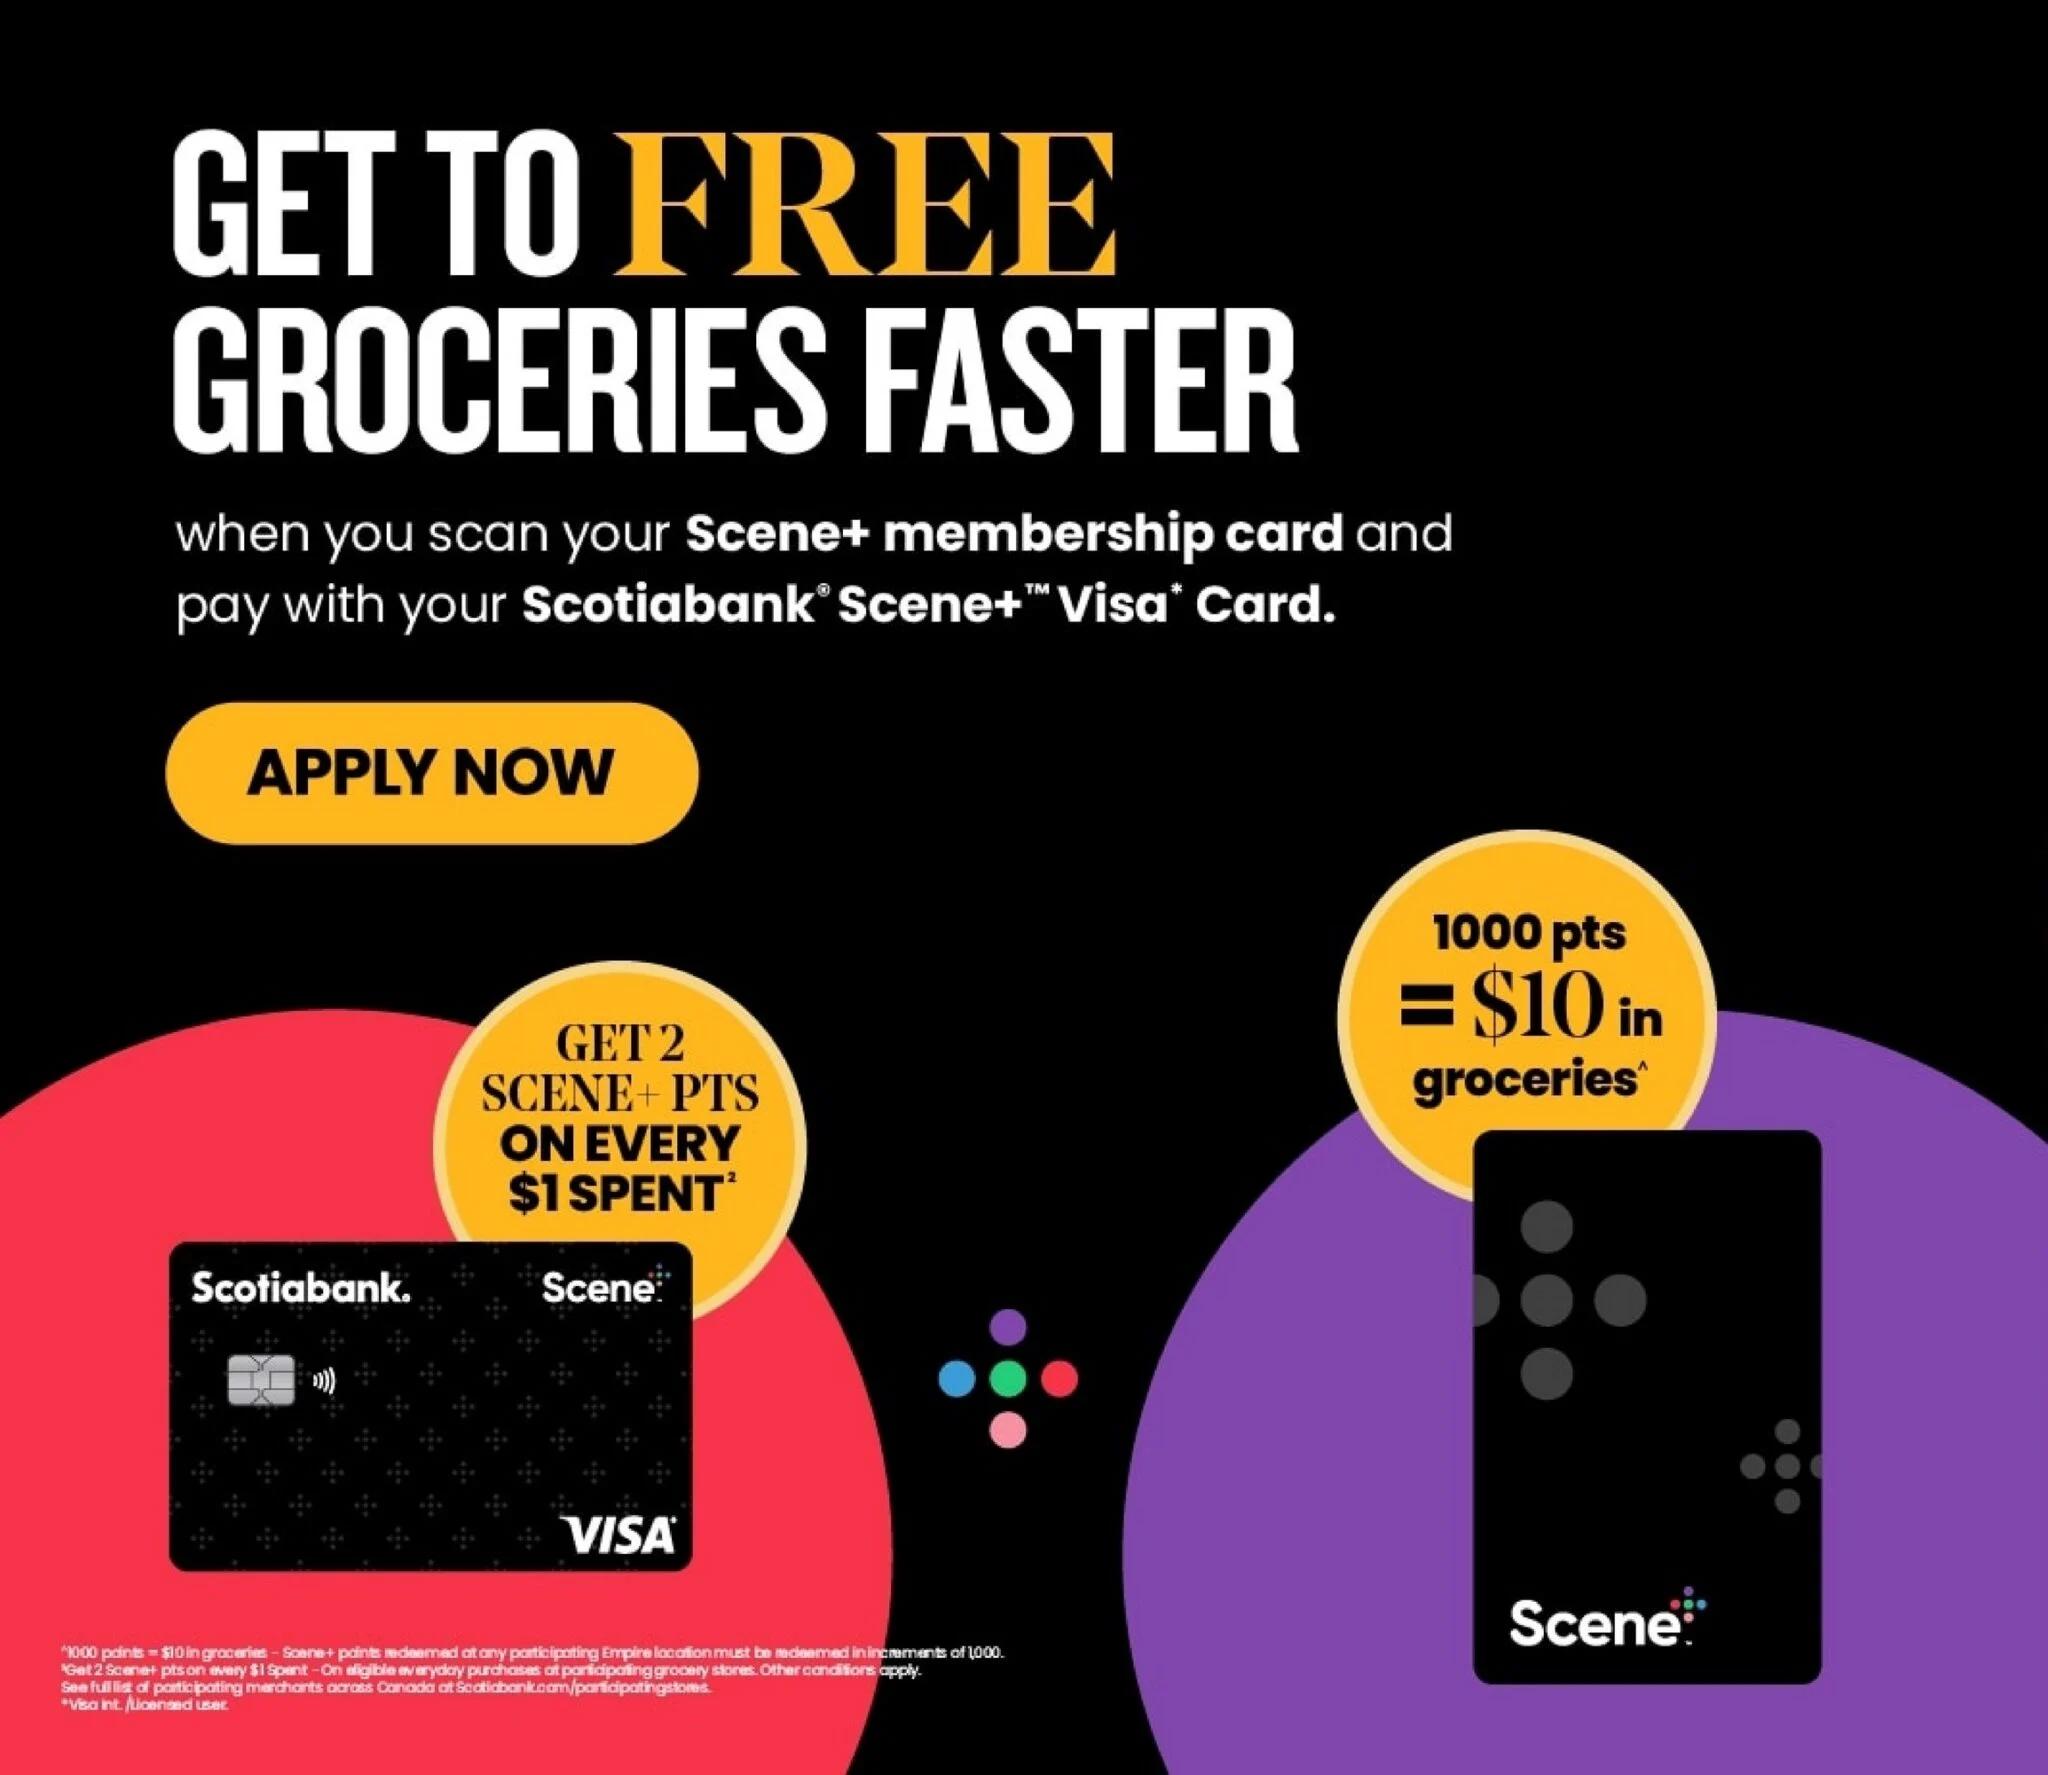 GET TO FREE
GROCERIES FASTER
when you scan your Scene+ membership card and
pay with your Scotiabank® Scene+™ Visa* Card.
APPLY NOW
1000 pts
= $10 in
groceries^
GET 2
SCENE+ PTS
ON EVERY
$1 SPENT²
Scotiabank. Scene+™
VISA*
Scene+™
^1000 points = $10 in groceries - Scene+ points redeemed at any participating Empire location must be redeemed in increments of 1,000.
Get 2 Scene+ pts on every $1 Spent - On eligible everyday purchases at participating grocery stores. Other conditions apply.
See full list of participating merchants across Canada at Scotiabank.com/participatingstores.
*Visa Int. /Licensed user.